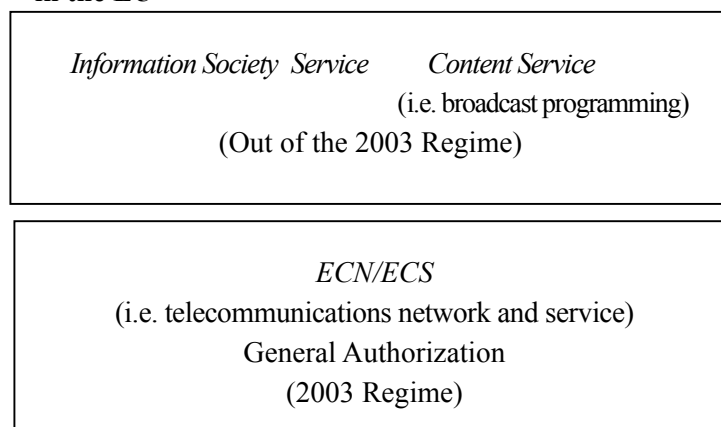 Information Society Service Content Service
(i.e. broadcast programming)
(Out of the 2003 Regime)
ECN/ECS
(i.e. telecommunications network and service)
General Authorization
(2003 Regime)